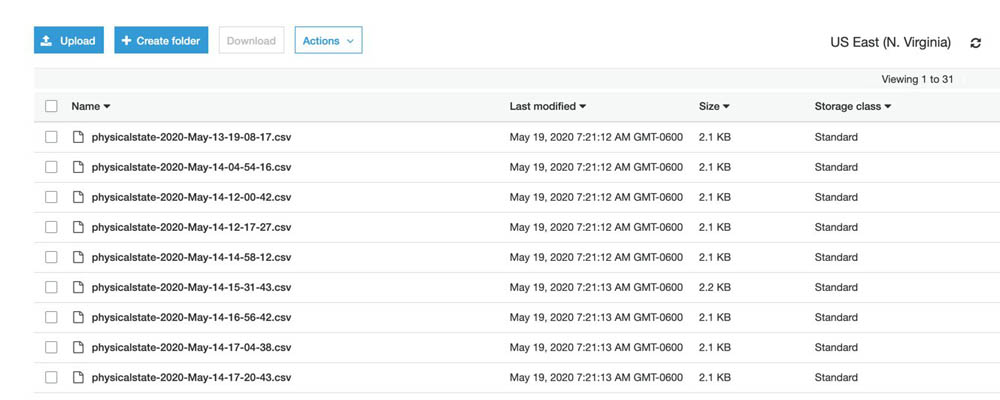 Upload Create folder Download Actions US East (N. Virginia)
Viewing 1 to 31
Name Last modified Size Storage class
physicalstate-2020-May-13-19-08-17.csv May 19, 2020 7:21:12 AM GMT-0600 2.1 KB Standard
physicalstate-2020-May-14-04-54-16.csv May 19, 2020 7:21:12 AM GMT-0600 2.1 KB Standard
physicalstate-2020-May-14-12-00-42.csv May 19, 2020 7:21:12 AM GMT-0600 2.1 KB Standard
physicalstate-2020-May-14-12-17-27.csv May 19, 2020 7:21:12 AM GMT-0600 2.1 KB Standard
physicalstate-2020-May-14-14-58-12.csv May 19, 2020 7:21:12 AM GMT-0600 2.1 KB Standard
physicalstate-2020-May-14-15-31-43.csv May 19, 2020 7:21:13 AM GMT-0600 2.2 KB Standard
physicalstate-2020-May-14-16-56-42.csv May 19, 2020 7:21:13 AM GMT-0600 2.1 KB Standard
physicalstate-2020-May-14-17-04-38.csv May 19, 2020 7:21:13 AM GMT-0600 2.1 KB Standard
physicalstate-2020-May-14-17-20-43.csv May 19, 2020 7:21:13 AM GMT-0600 2.1 KB Standard